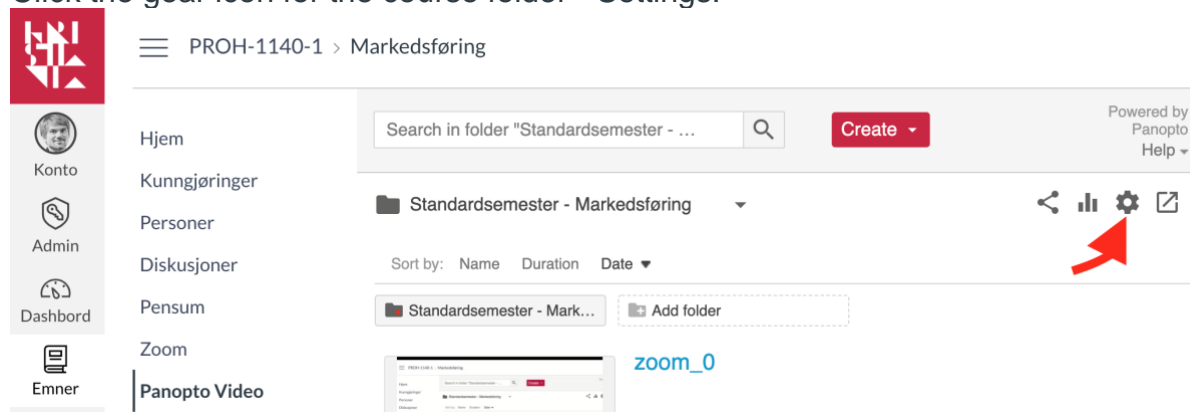 Click the gear icon for the course folder - Settings.
PROH-1140-1 > Markedsføring
Konto
Admin
Dashbord
Emner
Hjem
Kunngjøringer
Personer
Diskusjoner
Pensum
Zoom
Panopto Video
Search in folder "Standardsemester - ...
Create
Powered by
Panopto
Help
Standardsemester - Markedsføring
Sort by: Name Duration Date
Standardsemester - Mark...
Add folder
zoom_0